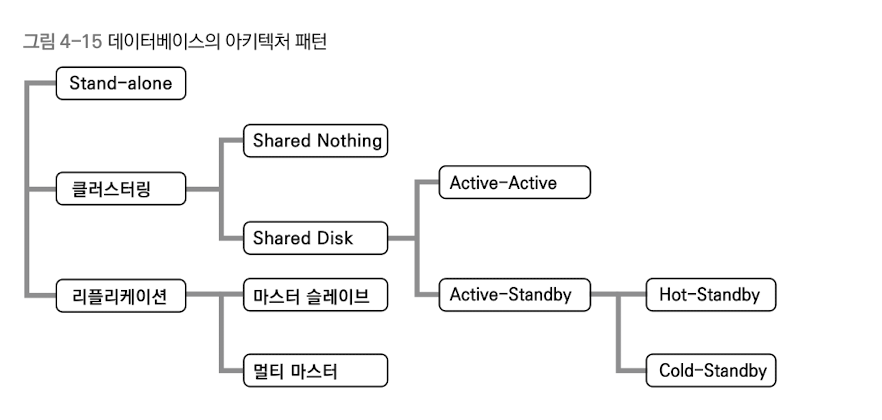 그림 4-15 데이터베이스의 아키텍처 패턴
Stand-alone
클러스터링
Shared Nothing
Shared Disk
Active-Active
Active-Standby
Hot-Standby
Cold-Standby
리플리케이션
마스터 슬레이브
멀티 마스터